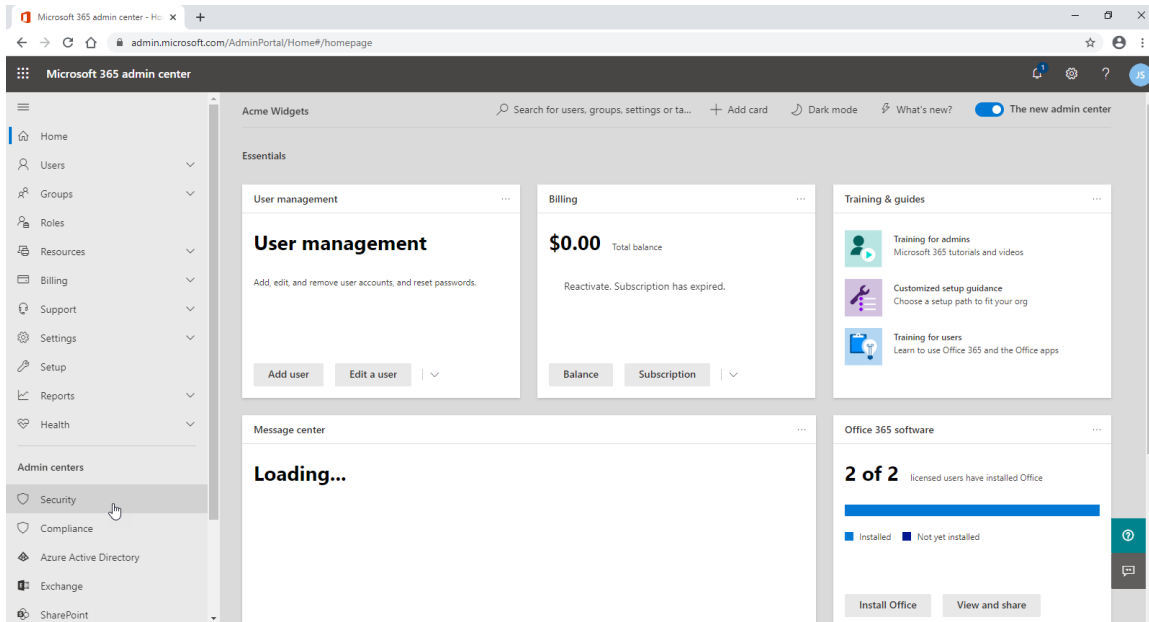 Microsoft 365 admin center - Ho
admin.microsoft.com/AdminPortal/Home#/homepage
Microsoft 365 admin center
1
?
JS
Home
Users
Groups
Roles
Resources
Billing
Support
Settings
Setup
Reports
Health
Admin centers
Security
Compliance
Azure Active Directory
Exchange
SharePoint
Acme Widgets
Search for users, groups, settings or ta...
Add card
Dark mode
What's new?
The new admin center
Essentials
User management
User management
Add, edit, and remove user accounts, and reset passwords.
Add user
Edit a user
Billing
$0.00 Total balance
Reactivate. Subscription has expired.
Balance
Subscription
Training & guides
Training for admins
Microsoft 365 tutorials and videos
Customized setup guidance
Choose a setup path to fit your org
Training for users
Learn to use Office 365 and the Office apps
Message center
Loading...
Office 365 software
2 of 2 licensed users have installed Office
Installed
Not yet installed
Install Office
View and share